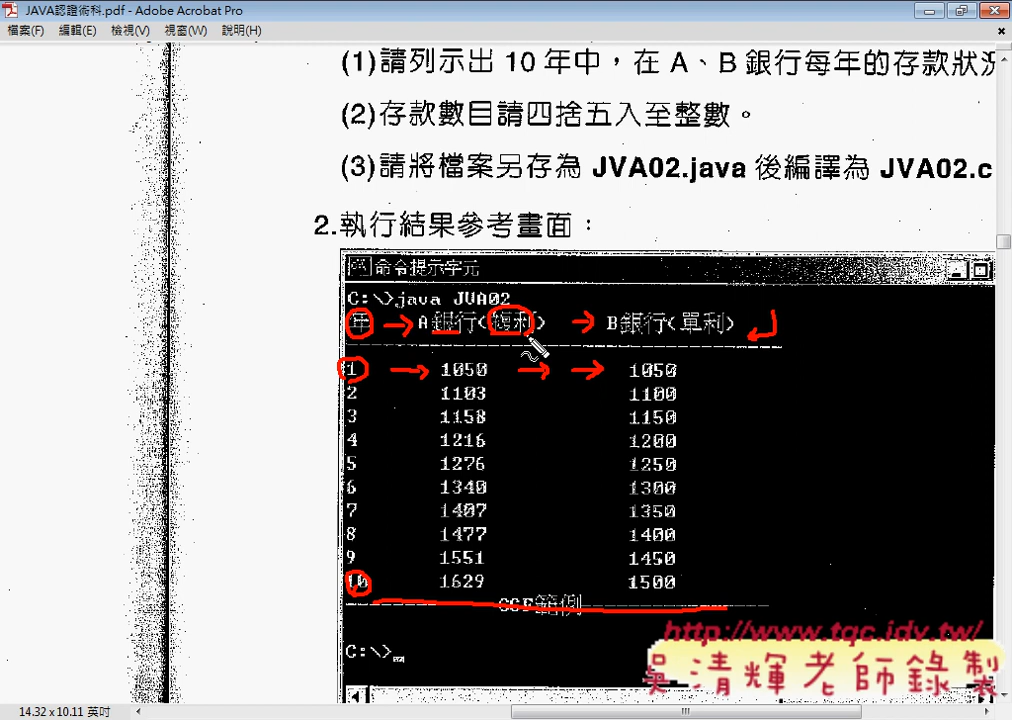 JAVA認證術科.pdf - Adobe Acrobat Pro
檔案(F) 編輯(E) 檢視(V) 視窗(W) 說明(H)
(1)請列示出 10 年中，在 A、B 銀行每年的存款狀況
(2)存款數目請四捨五入至整數。
(3)請將檔案另存為 JVA02.java 後編譯為 JVA02.c
2.執行結果參考畫面：
命令提示字元
C:\>java JVA02
年 A銀行(複利) B銀行(單利)
1 1050 1050
2 1103 1100
3 1158 1150
4 1216 1200
5 1276 1250
6 1340 1300
7 1407 1350
8 1477 1400
9 1551 1450
10 1629 1500
CSF範例
C:\>
http://www.tqc.idv.tw/
吳清輝老師錄製
14.32 x 10.11 英吋